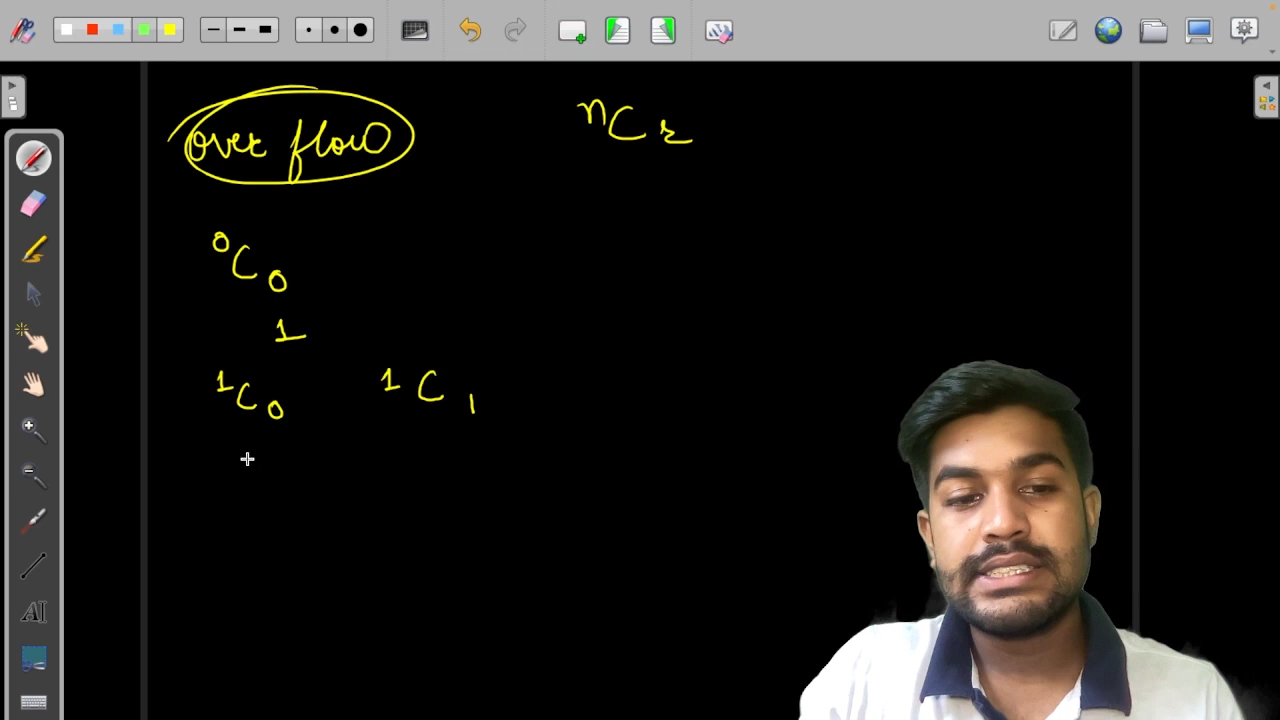 over flow
ⁿCᵣ
⁰C₀
1
¹C₀ ¹C₁